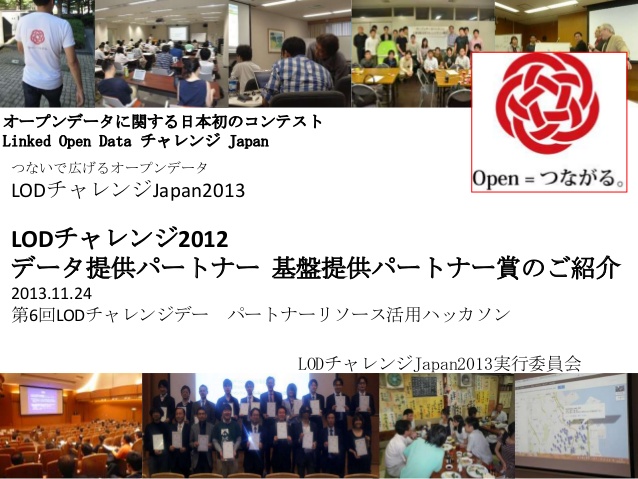 オープンデータに関する日本初のコンテスト
Linked Open Data チャレンジ Japan
つないで広げるオープンデータ
LODチャレンジJapan2013
Open = つながる。
LODチャレンジ2012
データ提供パートナー 基盤提供パートナー賞のご紹介
2013.11.24
第6回LODチャレンジデー　パートナーリソース活用ハッカソン
LODチャレンジJapan2013実行委員会